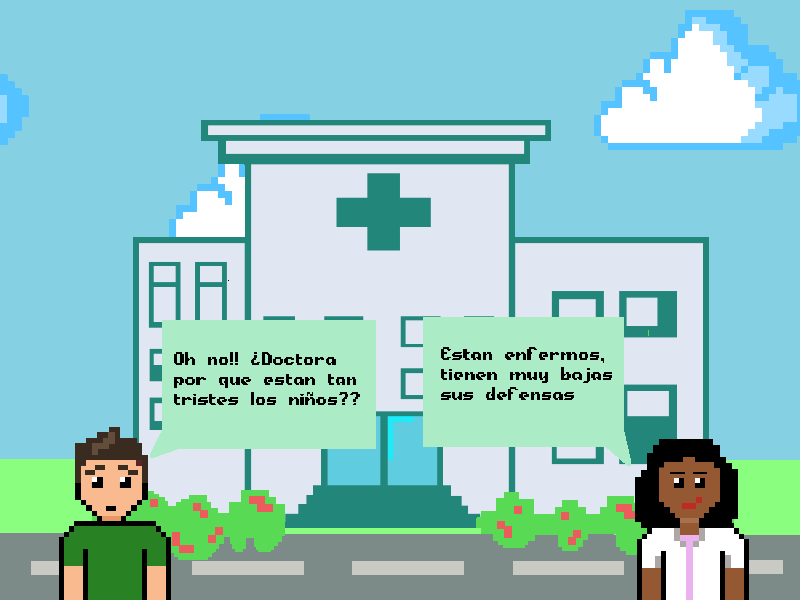 Oh no!! ¿Doctora
por que estan tan
tristes los niños??
Estan enfermos,
tienen muy bajas
sus defensas